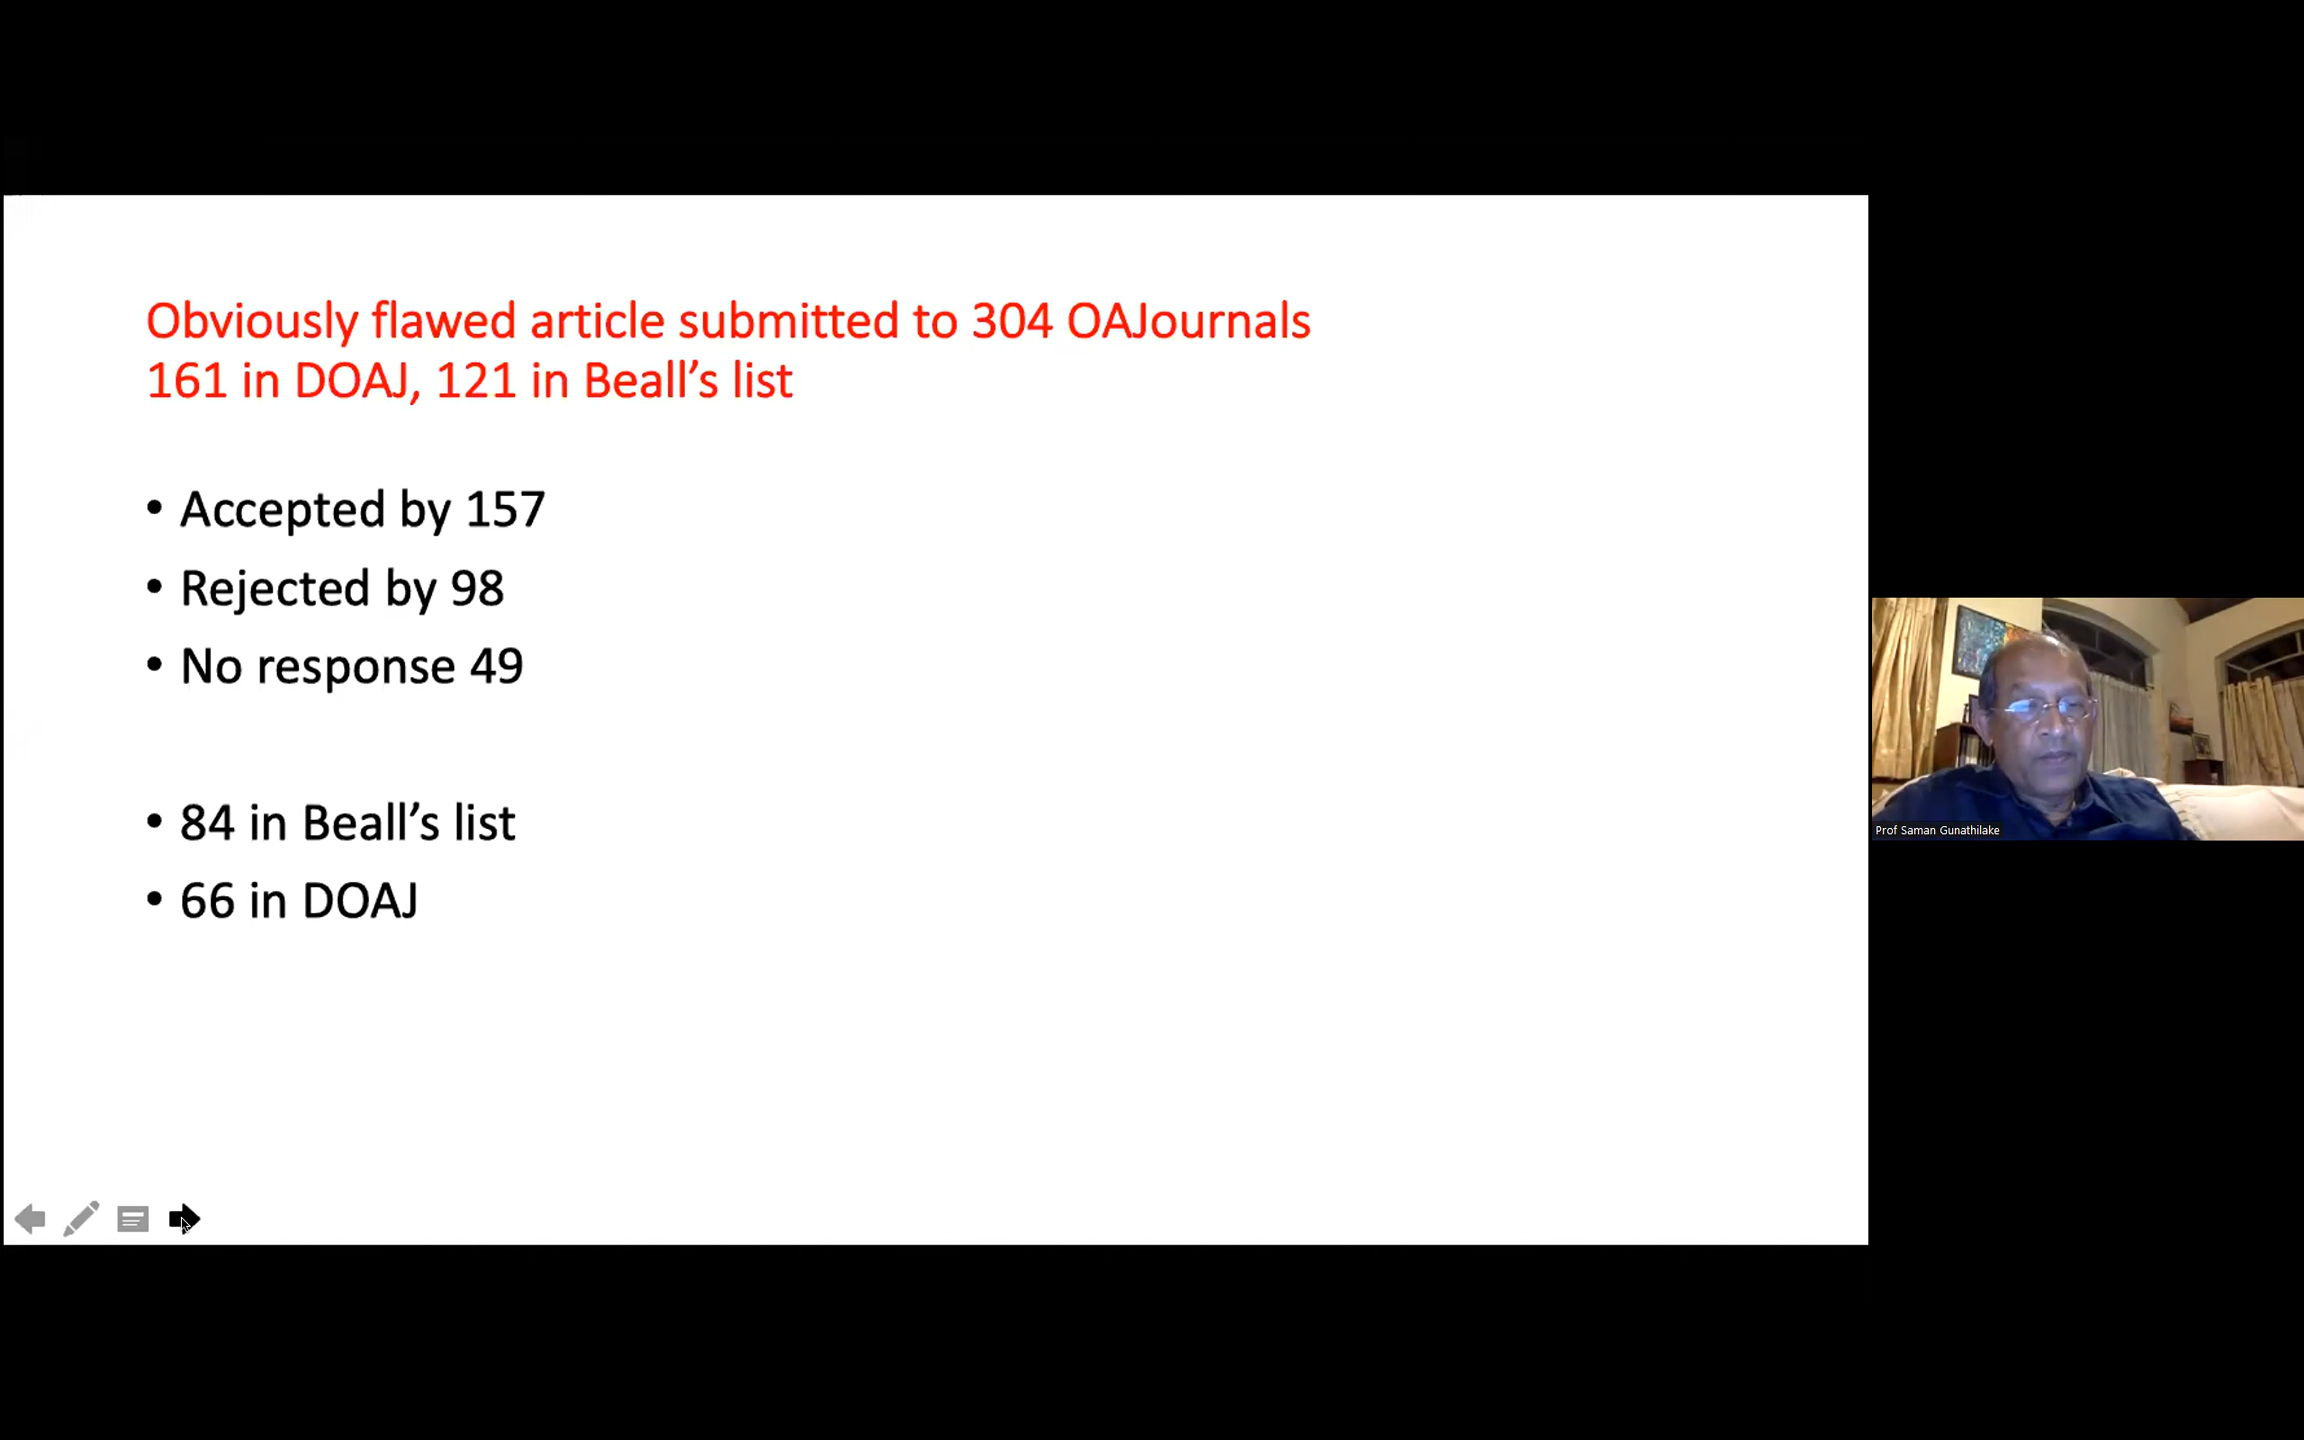 Obviously flawed article submitted to 304 OAJournals
161 in DOAJ, 121 in Beall’s list
• Accepted by 157
• Rejected by 98
• No response 49
• 84 in Beall’s list
• 66 in DOAJ
Prof Saman Gunathilake